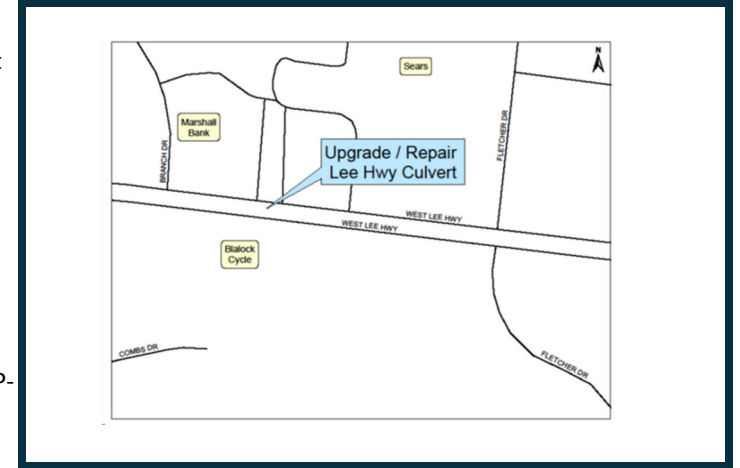 N
Sears
Marshall
Bank
BRANCH DR
FLETCHER DR
Upgrade / Repair
Lee Hwy Culvert
WEST LEE HWY
WEST LEE HWY
Blalock
Cycle
COMBS DR
FLETCHER DR